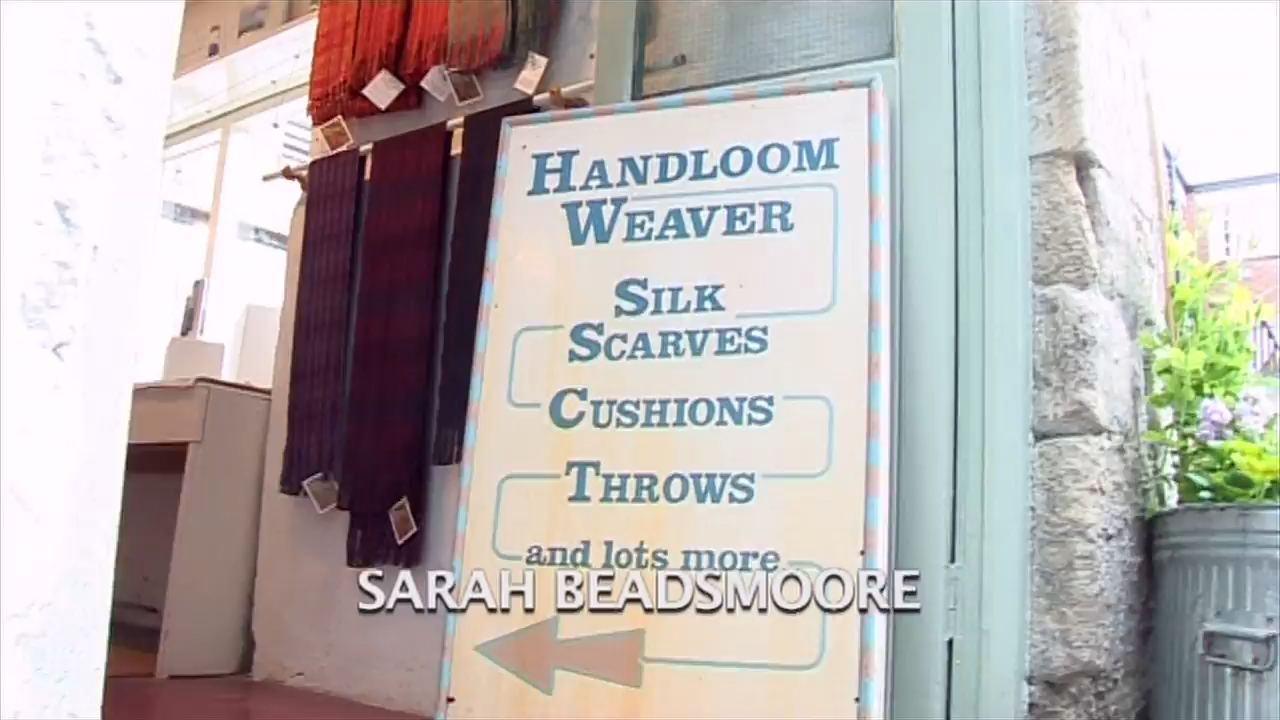 HANDLOOM
WEAVER
SILK
SCARVES
CUSHIONS
THROWS
and lots more
SARAH BEADSMOORE